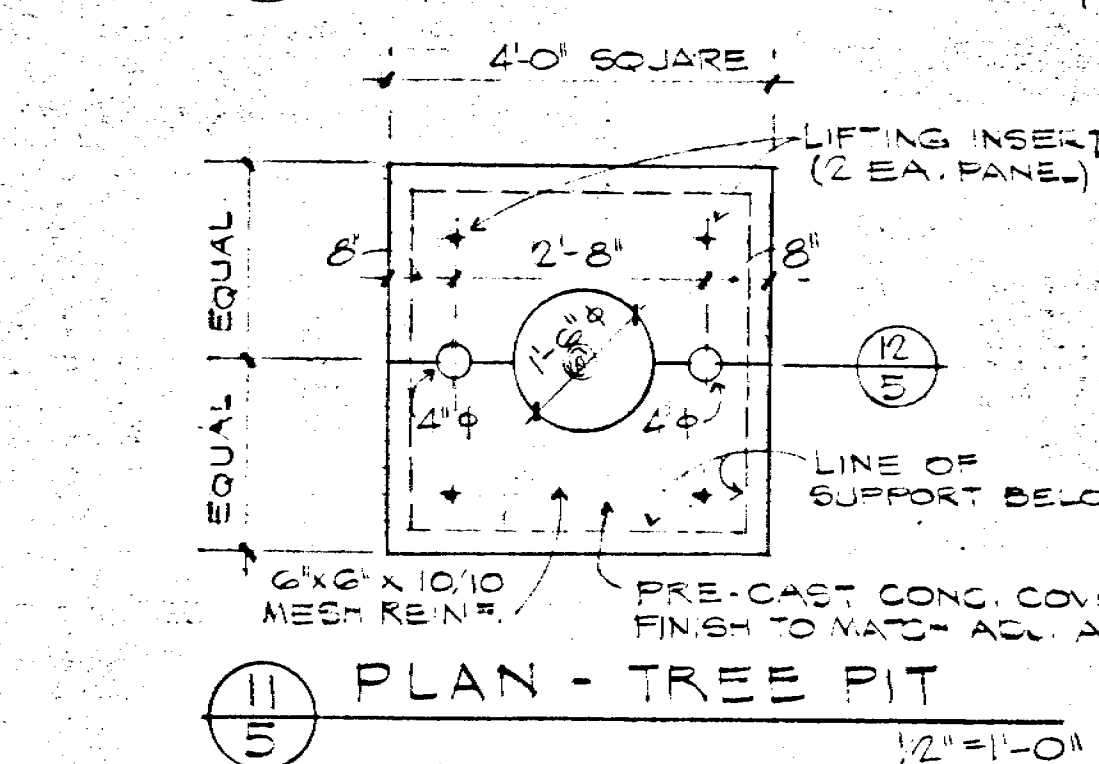 4'-0" SQUARE
LIFTING INSERT
(2 EA. PANEL)
EQUAL
EQUAL
8"
2'-8"
8"
1'-6" φ
12
5
4" φ
4 φ
LINE OF
SUPPORT BELO
6"x6" x 10/10
MESH REINF.
PRE-CAST CONC. COV
FINISH TO MATCH ADJ. A
11
5
PLAN - TREE PIT
1/2" = 1'-0"